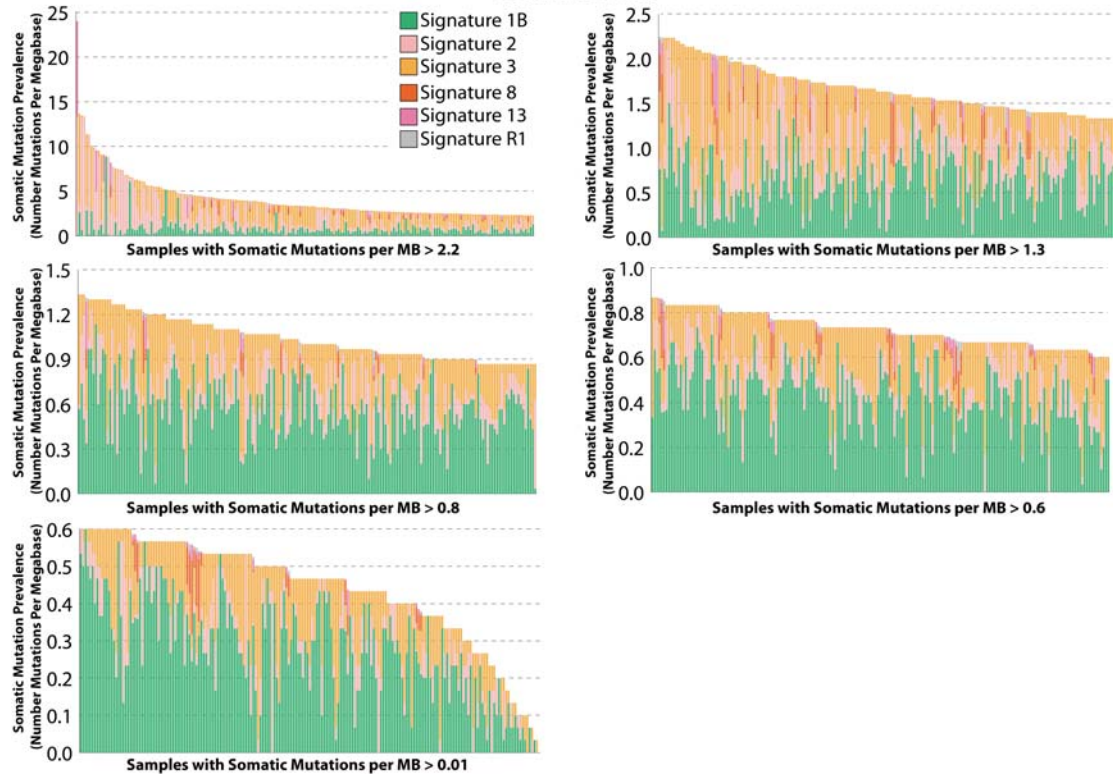 Somatic Mutation Prevalence
(Number Mutations Per Megabase)
25
20
15
10
5
0
Signature 1B
Signature 2
Signature 3
Signature 8
Signature 13
Signature R1
Samples with Somatic Mutations per MB > 2.2
Somatic Mutation Prevalence
(Number Mutations Per Megabase)
2.5
2.0
1.5
1.0
0.5
0.0
Samples with Somatic Mutations per MB > 1.3
Somatic Mutation Prevalence
(Number Mutations Per Megabase)
1.5
1.2
0.9
0.6
0.3
0.0
Samples with Somatic Mutations per MB > 0.8
Somatic Mutation Prevalence
(Number Mutations Per Megabase)
1.0
0.8
0.6
0.4
0.2
0.0
Samples with Somatic Mutations per MB > 0.6
Somatic Mutation Prevalence
(Number Mutations Per Megabase)
0.6
0.5
0.4
0.3
0.2
0.1
0.0
Samples with Somatic Mutations per MB > 0.01